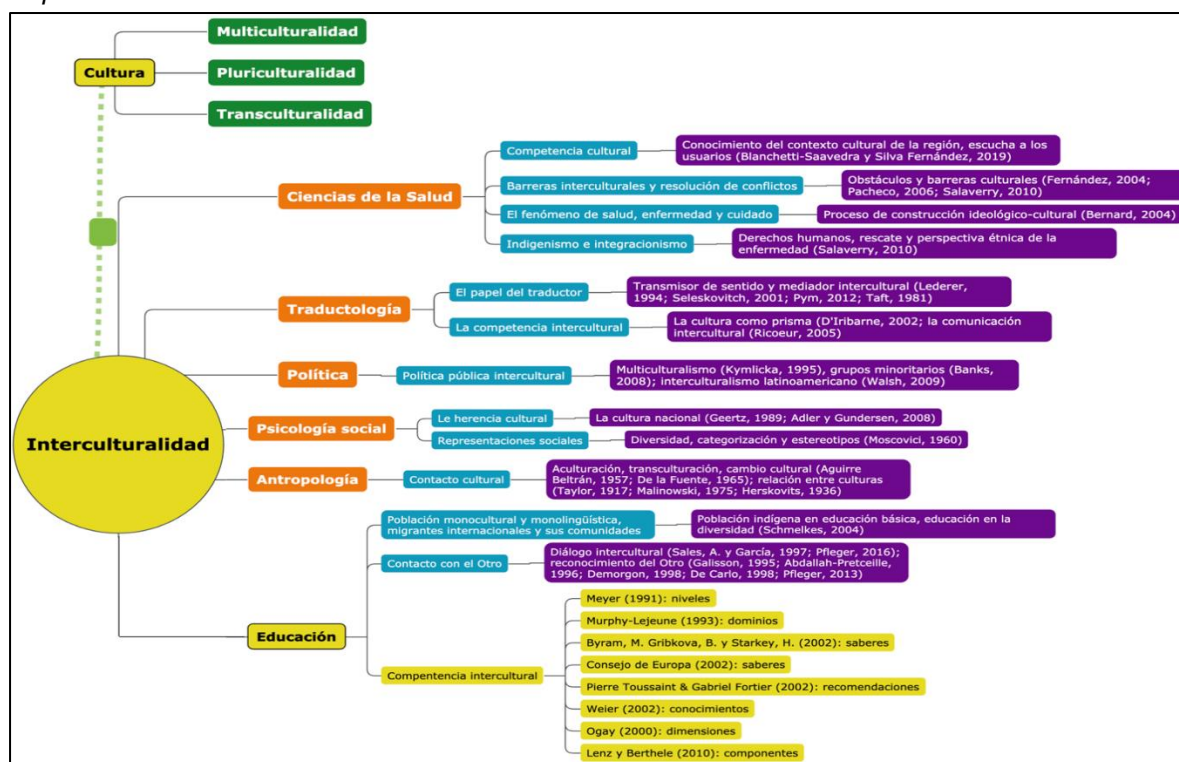 Multiculturalidad
Cultura
Pluriculturalidad
Transculturalidad
Interculturalidad
Ciencias de la Salud
Competencia cultural
Conocimiento del contexto cultural de la región, escucha a los
usuarios (Blanchetti-Saavedra y Silva Fernández, 2019)
Barreras interculturales y resolución de conflictos
Obstáculos y barreras culturales (Fernández, 2004;
Pacheco, 2006; Salaverry, 2010)
El fenómeno de salud, enfermedad y cuidado
Proceso de construcción ideológico-cultural (Bernard, 2004)
Indigenismo e integracionismo
Derechos humanos, rescate y perspectiva étnica de la
enfermedad (Salaverry, 2010)
Traductología
El papel del traductor
Transmisor de sentido y mediador intercultural (Lederer,
1994; Seleskovitch, 2001; Pym, 2012; Taft, 1981)
La competencia intercultural
La cultura como prisma (D'Iribarne, 2002; la comunicación
intercultural (Ricoeur, 2005)
Política
Política pública intercultural
Multiculturalismo (Kymlicka, 1995), grupos minoritarios (Banks,
2008); interculturalismo latinoamericano (Walsh, 2009)
Psicología social
Le herencia cultural
La cultura nacional (Geertz, 1989; Adler y Gundersen, 2008)
Representaciones sociales
Diversidad, categorización y estereotipos (Moscovici, 1960)
Antropología
Contacto cultural
Aculturación, transculturación, cambio cultural (Aguirre
Beltrán, 1957; De la Fuente, 1965); relación entre culturas
(Taylor, 1917; Malinowski, 1975; Herskovits, 1936)
Educación
Población monocultural y monolingüística,
migrantes internacionales y sus comunidades
Población indígena en educación básica, educación en la
diversidad (Schmelkes, 2004)
Contacto con el Otro
Diálogo intercultural (Sales, A. y García, 1997; Pfleger, 2016);
reconocimiento del Otro (Galisson, 1995; Abdallah-Pretceille,
1996; Demorgon, 1998; De Carlo, 1998; Pfleger, 2013)
Compentencia intercultural
Meyer (1991): niveles
Murphy-Lejeune (1993): dominios
Byram, M. Gribkova, B. y Starkey, H. (2002): saberes
Consejo de Europa (2002): saberes
Pierre Toussaint & Gabriel Fortier (2002): recomendaciones
Weier (2002): conocimientos
Ogay (2000): dimensiones
Lenz y Berthele (2010): componentes